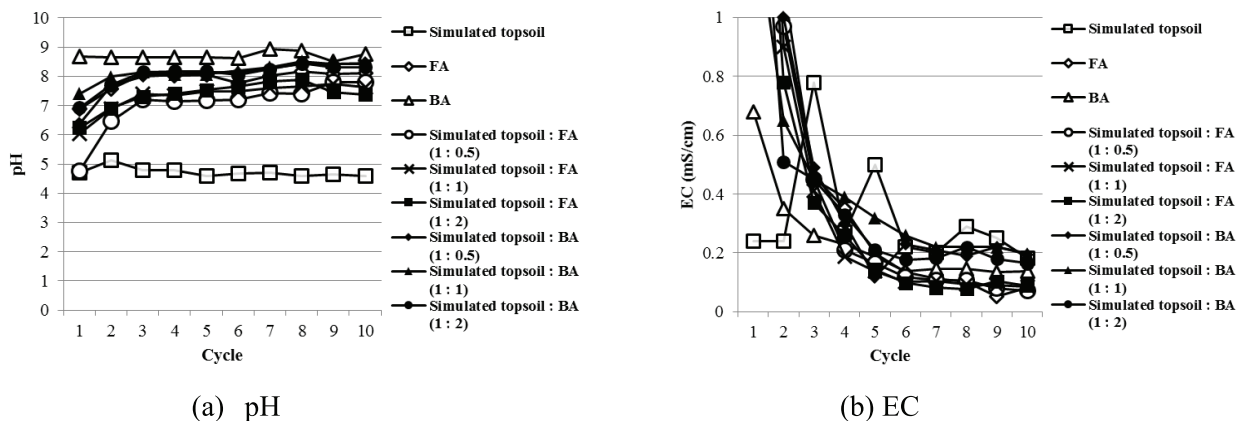 10
9
8
7
6
5
4
3
2
1
0
pH
1 2 3 4 5 6 7 8 9 10
Cycle
Simulated topsoil
FA
BA
Simulated topsoil : FA
(1 : 0.5)
Simulated topsoil : FA
(1 : 1)
Simulated topsoil : FA
(1 : 2)
Simulated topsoil : BA
(1 : 0.5)
Simulated topsoil : BA
(1 : 1)
Simulated topsoil : BA
(1 : 2)
(a) pH
1
0.8
0.6
0.4
0.2
0
EC (mS/cm)
1 2 3 4 5 6 7 8 9 10
Cycle
Simulated topsoil
FA
BA
Simulated topsoil : FA
(1 : 0.5)
Simulated topsoil : FA
(1 : 1)
Simulated topsoil : FA
(1 : 2)
Simulated topsoil : BA
(1 : 0.5)
Simulated topsoil : BA
(1 : 1)
Simulated topsoil : BA
(1 : 2)
(b) EC